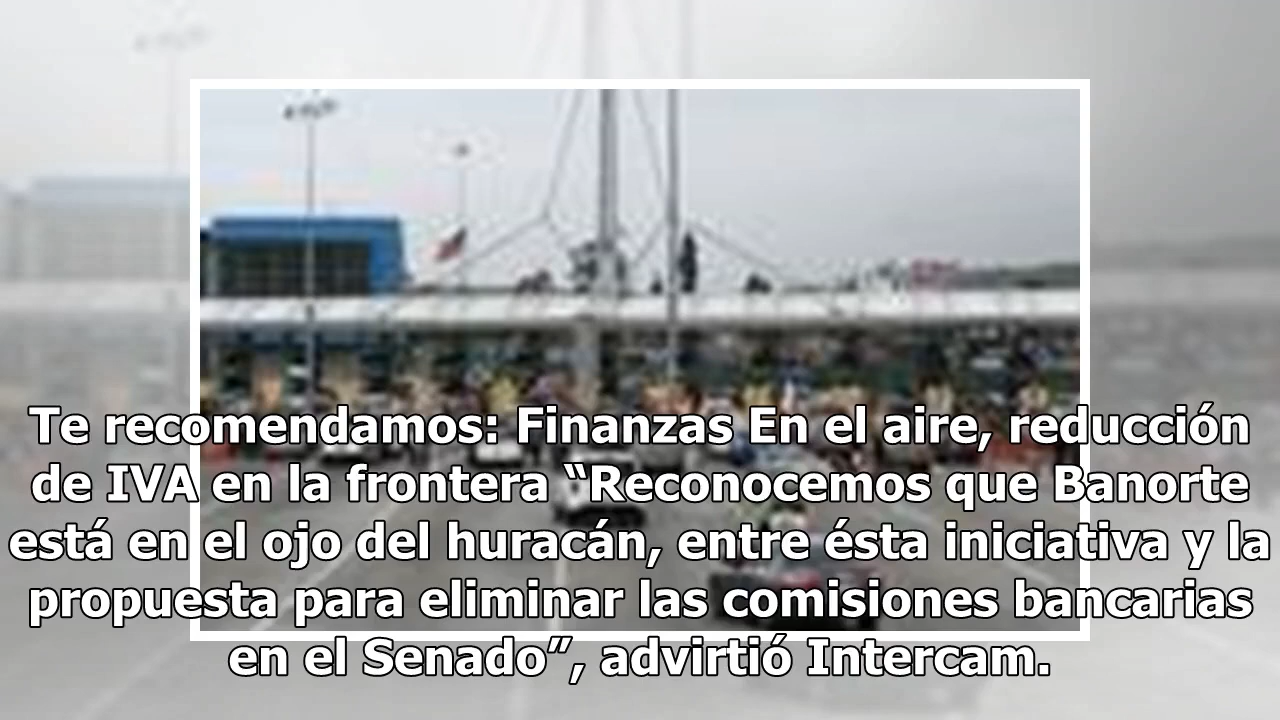 Te recomendamos: Finanzas En el aire, reducción
de IVA en la frontera “Reconocemos que Banorte
está en el ojo del huracán, entre ésta iniciativa y la
propuesta para eliminar las comisiones bancarias
en el Senado”, advirtió Intercam.